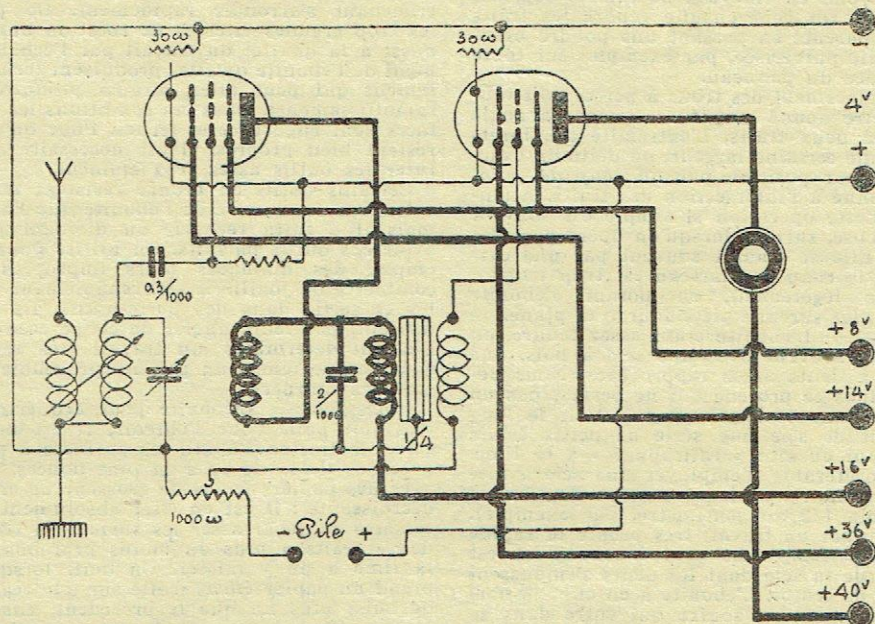 30ω
30ω
-
4v
+
0,3/1000
+8v
+14v
2/1000
1/4
+16v
1000ω
- Pile +
+36v
+40v